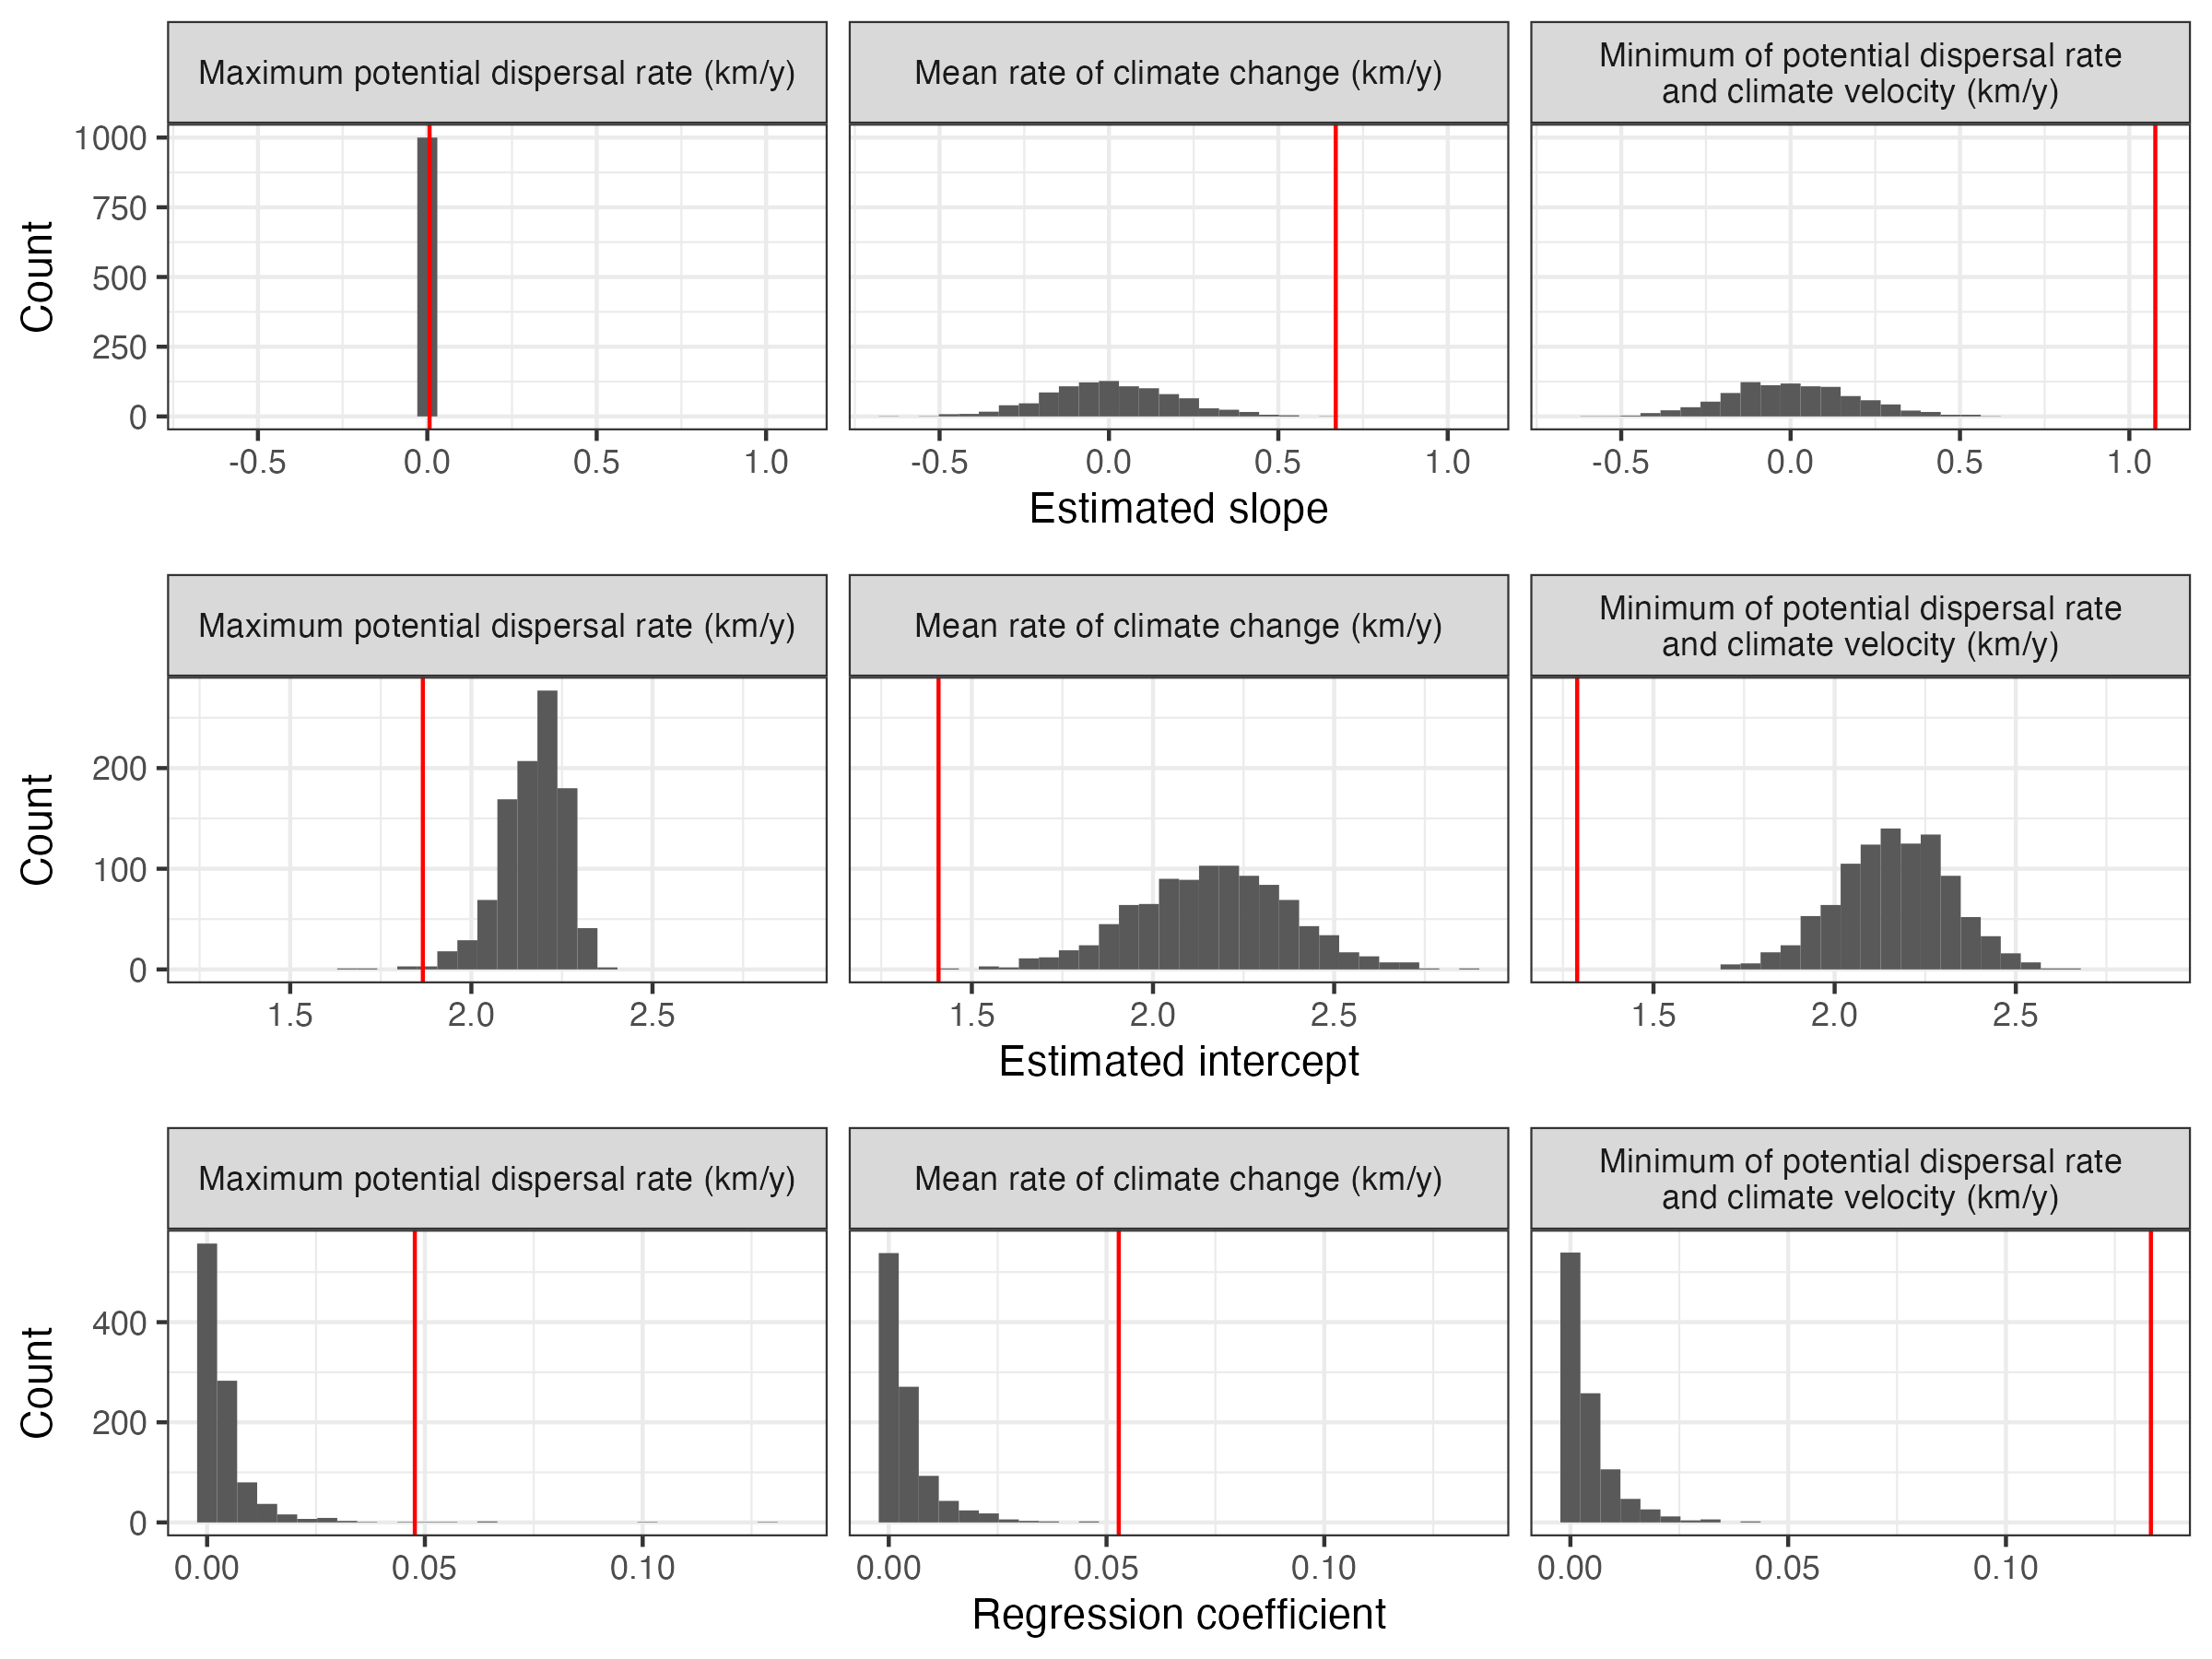 Maximum potential dispersal rate (km/y)
Mean rate of climate change (km/y)
Minimum of potential dispersal rate
and climate velocity (km/y)
Count
1000
750
500
250
0
-0.5 0.0 0.5 1.0
-0.5 0.0 0.5 1.0
-0.5 0.0 0.5 1.0
Estimated slope
Maximum potential dispersal rate (km/y)
Mean rate of climate change (km/y)
Minimum of potential dispersal rate
and climate velocity (km/y)
Count
200
100
0
1.5 2.0 2.5
1.5 2.0 2.5
1.5 2.0 2.5
Estimated intercept
Maximum potential dispersal rate (km/y)
Mean rate of climate change (km/y)
Minimum of potential dispersal rate
and climate velocity (km/y)
Count
400
200
0
0.00 0.05 0.10
0.00 0.05 0.10
0.00 0.05 0.10
Regression coefficient